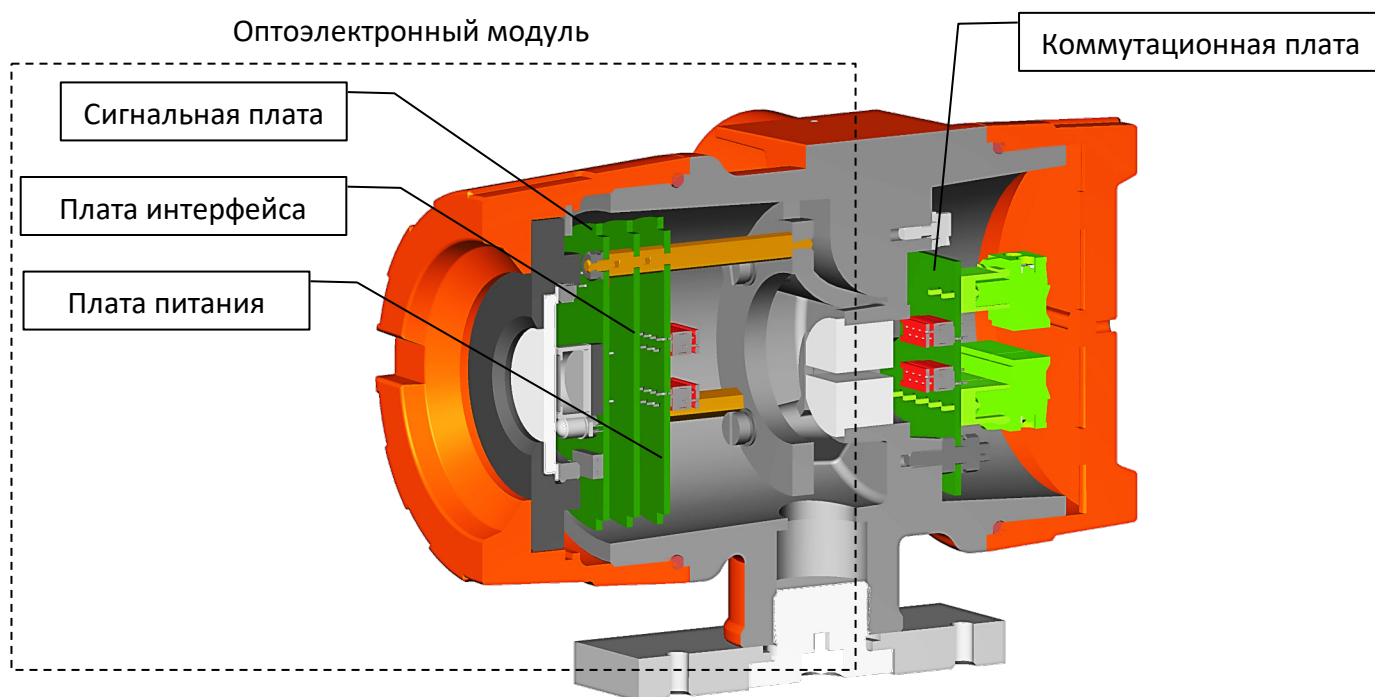 Оптоэлектронный модуль
Коммутационная плата
Сигнальная плата
Плата интерфейса
Плата питания